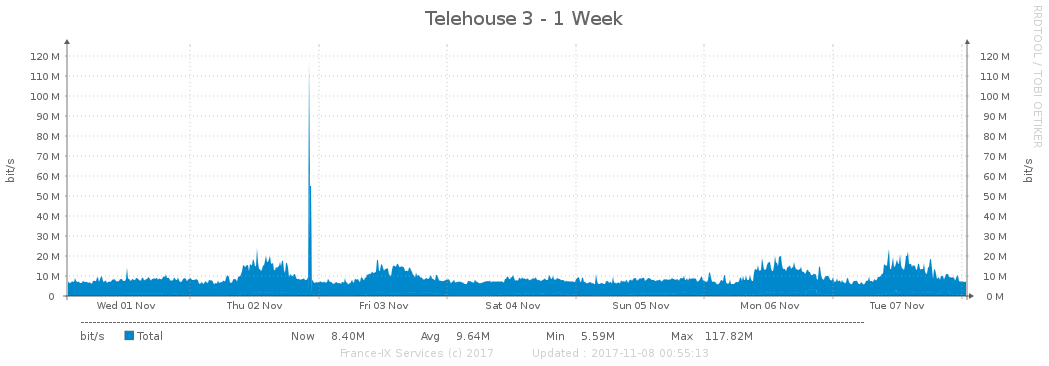 Telehouse 3 - 1 Week
RRDTOOL / TOBI OETIKER
bit/s
bit/s
120 M 120 M
110 M 110 M
100 M 100 M
90 M 90 M
80 M 80 M
70 M 70 M
60 M 60 M
50 M 50 M
40 M 40 M
30 M 30 M
20 M 20 M
10 M 10 M
0 0 M
Wed 01 Nov Thu 02 Nov Fri 03 Nov Sat 04 Nov Sun 05 Nov Mon 06 Nov Tue 07 Nov
bit/s Total Now 8.40M Avg 9.64M Min 5.59M Max 117.82M
France-IX Services (c) 2017 Updated : 2017-11-08 00:55:13